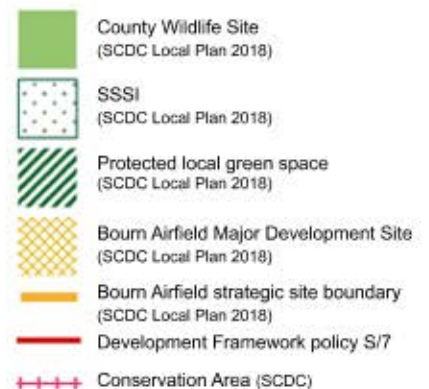 County Wildlife Site
(SCDC Local Plan 2018)
SSSI
(SCDC Local Plan 2018)
Protected local green space
(SCDC Local Plan 2018)
Bourn Airfield Major Development Site
(SCDC Local Plan 2018)
Bourn Airfield strategic site boundary
(SCDC Local Plan 2018)
Development Framework policy S/7
Conservation Area (SCDC)